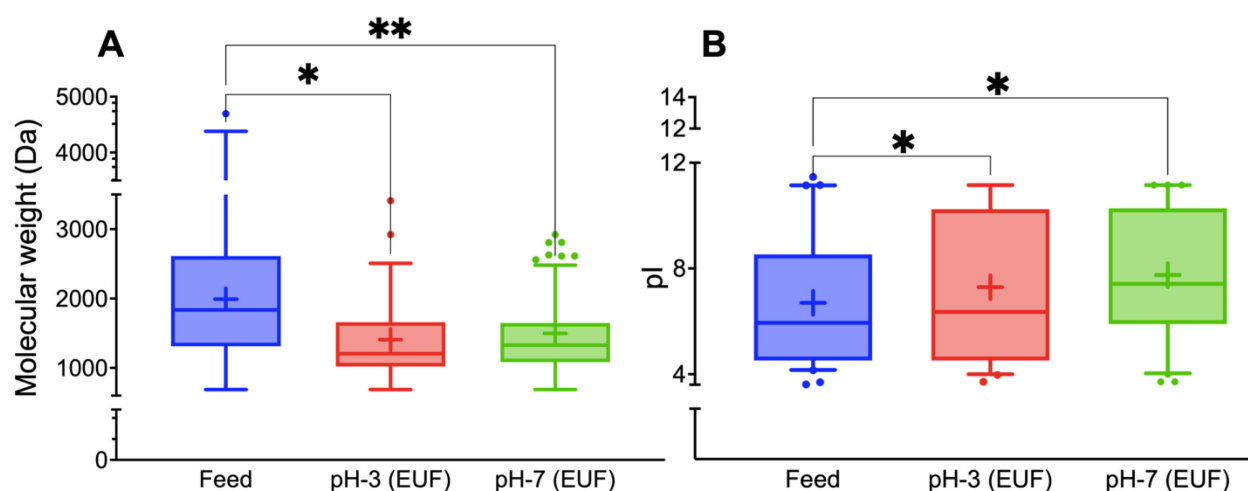 A
**
*
Molecular weight (Da)
5000
4000
3000
2000
1000
0
Feed
pH-3 (EUF)
pH-7 (EUF)
B
*
*
pI
14
12
12
8
4
Feed
pH-3 (EUF)
pH-7 (EUF)